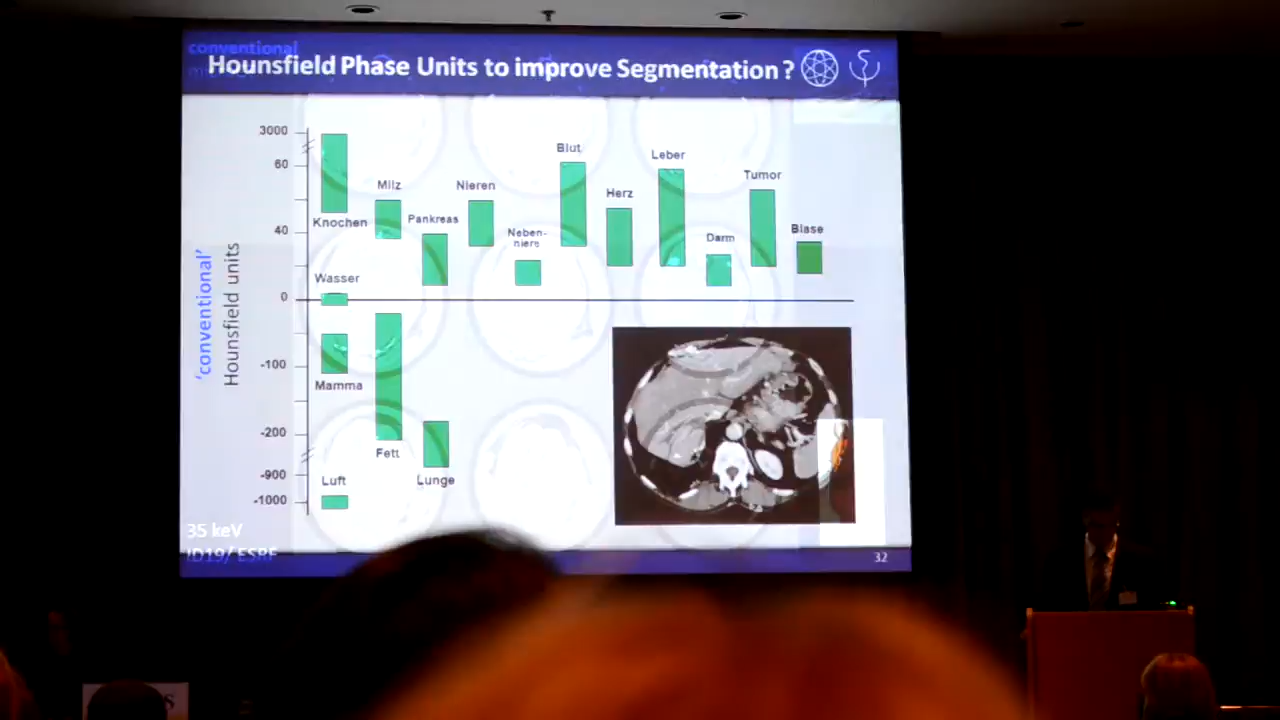 conventional
Hounsfield Phase Units to improve Segmentation ?
3000
60
40
0
-100
-200
-900
-1000
'conventional'
Hounsfield units
Knochen
Milz
Pankreas
Nieren
Neben-
niere
Blut
Herz
Leber
Darm
Tumor
Blase
Wasser
Mamma
Fett
Luft
Lunge
35 keV
ID19/ ESRF
32
S